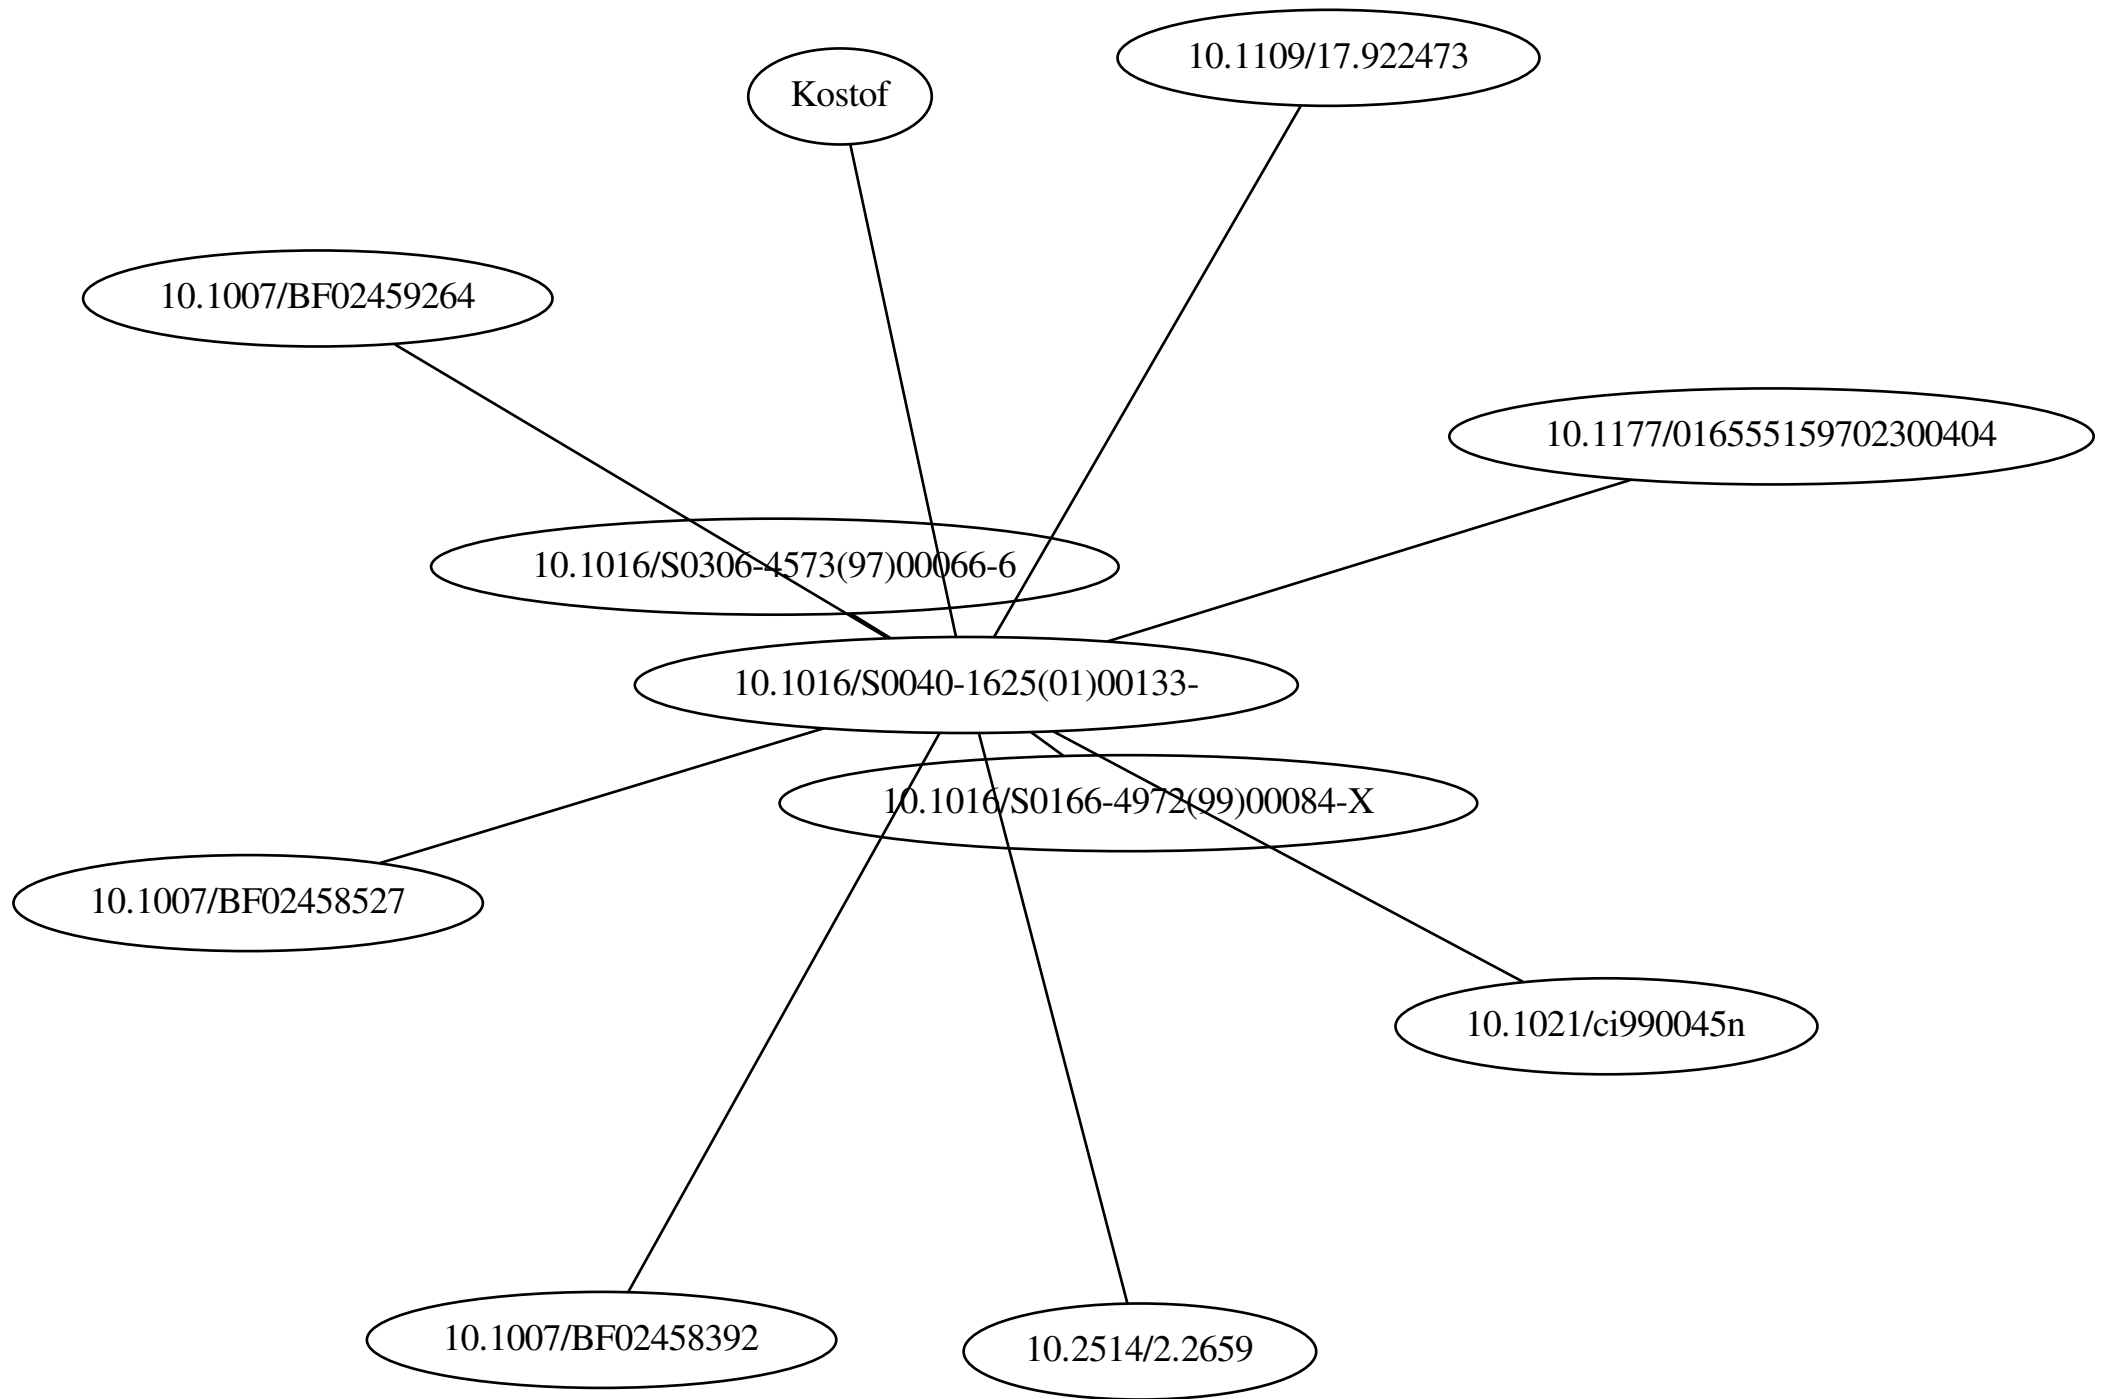 10.1109/17.922473
Kostof
10.1007/BF02459264
10.1177/016555159702300404
10.1016/S0306-4573(97)00066-6
10.1016/S0040-1625(01)00133-
10.1016/S0166-4972(99)00084-X
10.1007/BF02458527
10.1021/ci990045n
10.1007/BF02458392
10.2514/2.2659